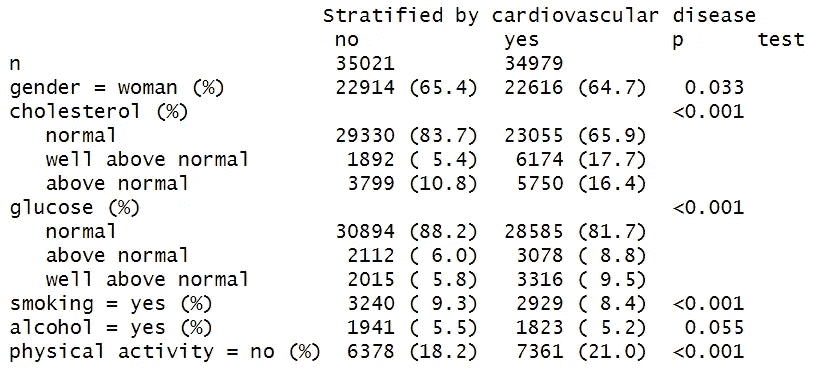 Stratified by cardiovascular disease
no yes p test
n 35021 34979
gender = woman (%) 22914 (65.4) 22616 (64.7) 0.033
cholesterol (%) <0.001
normal 29330 (83.7) 23055 (65.9)
well above normal 1892 ( 5.4) 6174 (17.7)
above normal 3799 (10.8) 5750 (16.4)
glucose (%) <0.001
normal 30894 (88.2) 28585 (81.7)
above normal 2112 ( 6.0) 3078 ( 8.8)
well above normal 2015 ( 5.8) 3316 ( 9.5)
smoking = yes (%) 3240 ( 9.3) 2929 ( 8.4) <0.001
alcohol = yes (%) 1941 ( 5.5) 1823 ( 5.2) 0.055
physical activity = no (%) 6378 (18.2) 7361 (21.0) <0.001